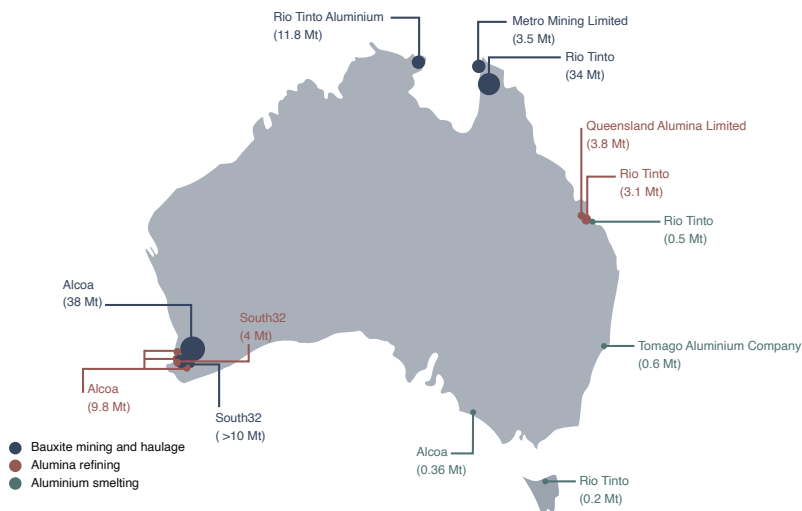 Rio Tinto Aluminium
(11.8 Mt)
Metro Mining Limited
(3.5 Mt)
Rio Tinto
(34 Mt)
Queensland Alumina Limited
(3.8 Mt)
Rio Tinto
(3.1 Mt)
Rio Tinto
(0.5 Mt)
Alcoa
(38 Mt)
South32
(4 Mt)
Tomago Aluminium Company
(0.6 Mt)
Alcoa
(9.8 Mt)
South32
( >10 Mt)
Alcoa
(0.36 Mt)
Rio Tinto
(0.2 Mt)
Bauxite mining and haulage
Alumina refining
Aluminium smelting